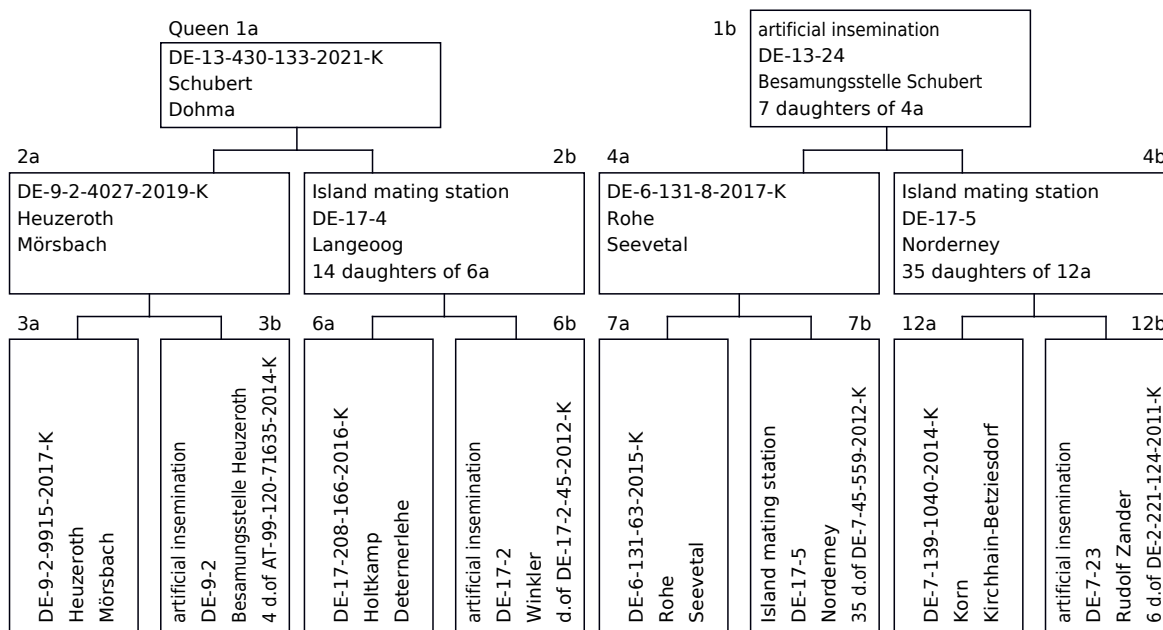 Queen 1a
DE-13-430-133-2021-K
Schubert
Dohma
1b
artificial insemination
DE-13-24
Besamungsstelle Schubert
7 daughters of 4a
2a
DE-9-2-4027-2019-K
Heuzeroth
Mörsbach
2b
Island mating station
DE-17-4
Langeoog
14 daughters of 6a
4a
DE-6-131-8-2017-K
Rohe
Seevetal
4b
Island mating station
DE-17-5
Norderney
35 daughters of 12a
3a
DE-9-2-9915-2017-K
Heuzeroth
Mörsbach
3b
artificial insemination
DE-9-2
Besamungsstelle Heuzeroth
4 d.of AT-99-120-71635-2014-K
6a
DE-17-208-166-2016-K
Holtkamp
Deternerlehe
6b
artificial insemination
DE-17-2
Winkler
d.of DE-17-2-45-2012-K
7a
DE-6-131-63-2015-K
Rohe
Seevetal
7b
Island mating station
DE-17-5
Norderney
35 d.of DE-7-45-559-2012-K
12a
DE-7-139-1040-2014-K
Korn
Kirchhain-Betziesdorf
12b
artificial insemination
DE-7-23
Rudolf Zander
6 d.of DE-2-221-124-2011-K